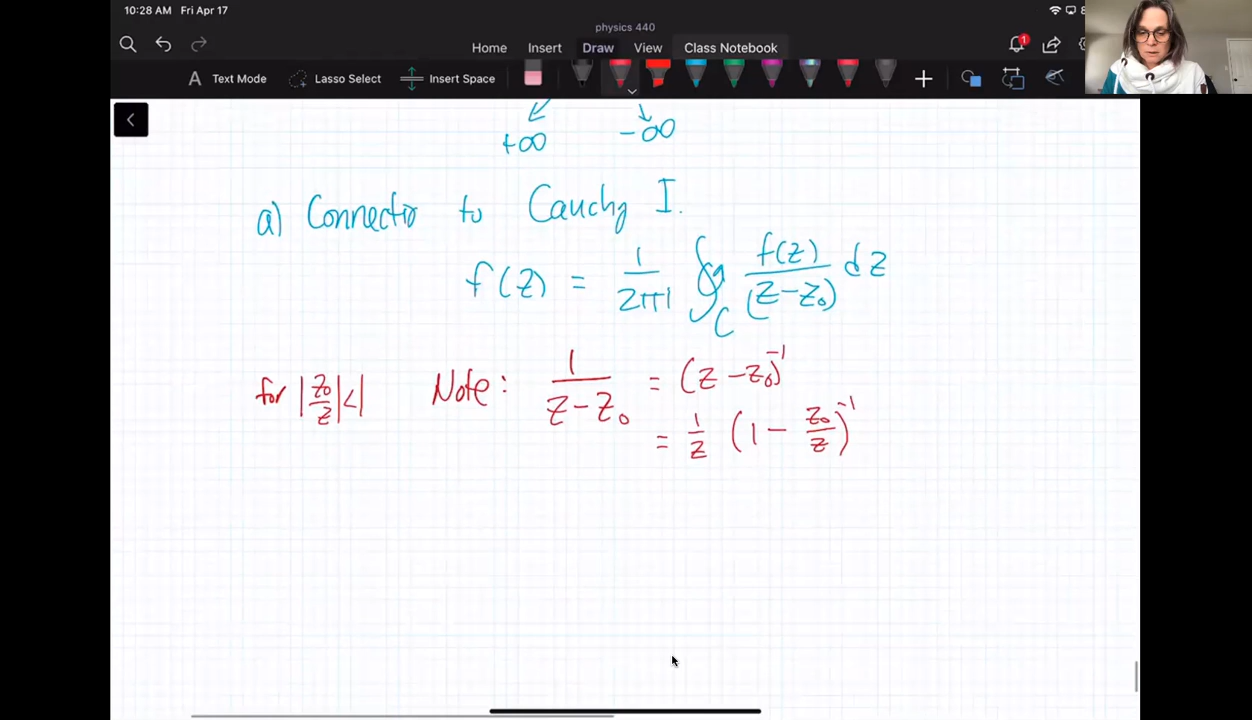 10:28 AM Fri Apr 17
physics 440
Home Insert Draw View Class Notebook
1
A Text Mode Lasso Select Insert Space
+∞ -∞
a) Connectio to Cauchy I.
f(z) = 1/2πi ∮_C f(z)/(z-z₀) dz
for |z₀/z|<1 Note: 1/(z-z₀) = (z-z₀)⁻¹
= 1/z (1 - z₀/z)⁻¹